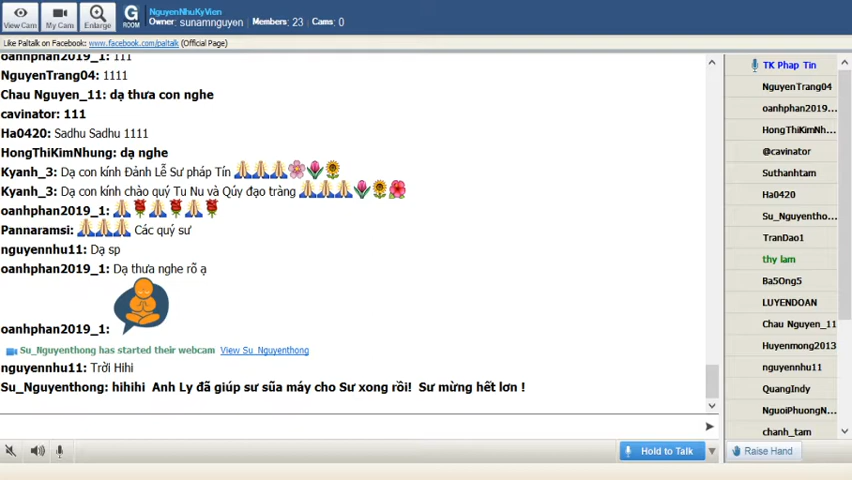 View Cam
My Cam
Enlarge
G
ROOM
NguyenNhuKyVien
Owner: sunamnguyen Members: 23 Cams: 0
Like Paltalk on Facebook: www.facebook.com/paltalk (Official Page)
oanhphan2019_1: 111
NguyenTrang04: 1111
Chau Nguyen_11: dạ thưa con nghe
cavinator: 111
Ha0420: Sadhu Sadhu 1111
HongThiKimNhung: dạ nghe
Kyanh_3: Dạ con kính Đảnh Lễ Sư pháp Tín
Kyanh_3: Dạ con kính chào quý Tu Nu và Qúy đạo tràng
oanhphan2019_1:
Pannaramsi: Các quý sư
nguyennhu11: Dạ sp
oanhphan2019_1: Dạ thưa nghe rõ ạ
oanhphan2019_1:
Su_Nguyenthong has started their webcam View Su_Nguyenthong
nguyennhu11: Trời Hihi
Su_Nguyenthong: hihihi Anh Ly đã giúp sư sũa máy cho Sư xong rồi! Sư mừng hết lơn !
Hold to Talk
TK Phap Tin
NguyenTrang04
oanhphan2019...
HongThiKimNh...
@cavinator
Suthanhtam
Ha0420
Su_Nguyentho...
TranDao1
thy lam
Ba5Ong5
LUYENDOAN
Chau Nguyen_11
Huyenmong2013
nguyennhu11
QuangIndy
NguoiPhuongN...
chanh_tam
Raise Hand